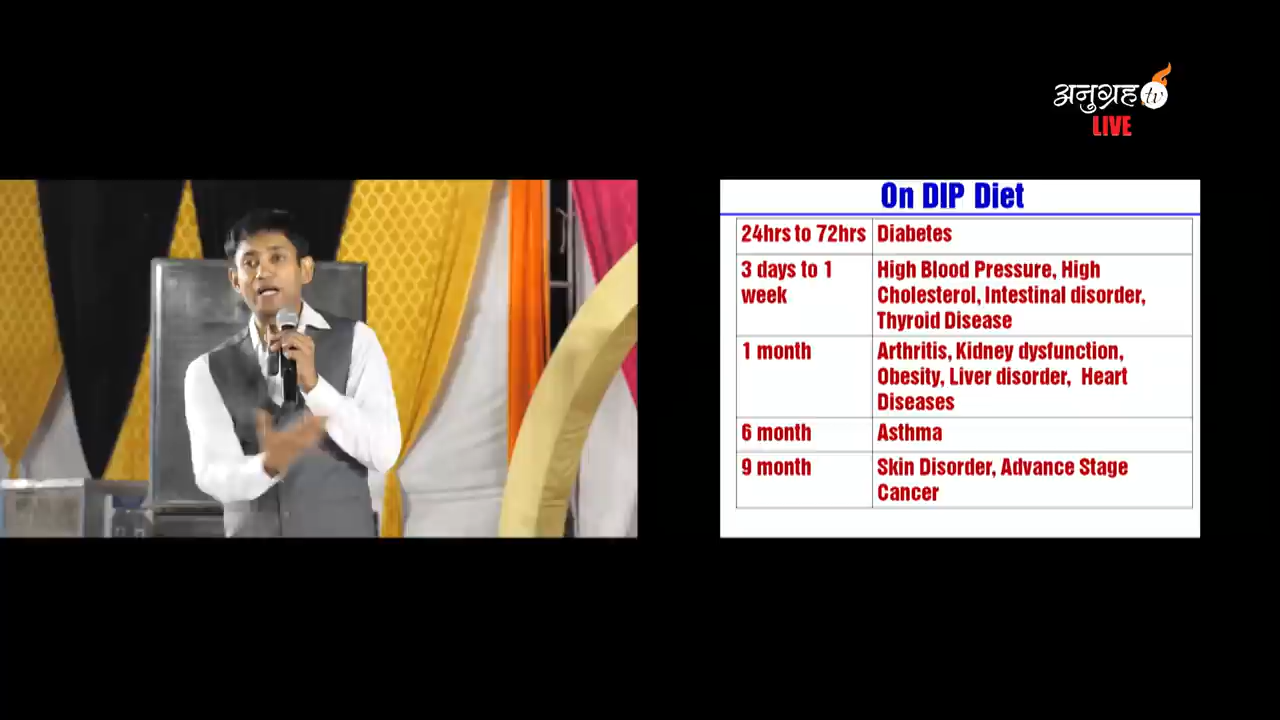 अनुग्रह tv
LIVE
On DIP Diet
24hrs to 72hrs Diabetes
3 days to 1 week High Blood Pressure, High
Cholesterol, Intestinal disorder,
Thyroid Disease
1 month Arthritis, Kidney dysfunction,
Obesity, Liver disorder, Heart
Diseases
6 month Asthma
9 month Skin Disorder, Advance Stage
Cancer